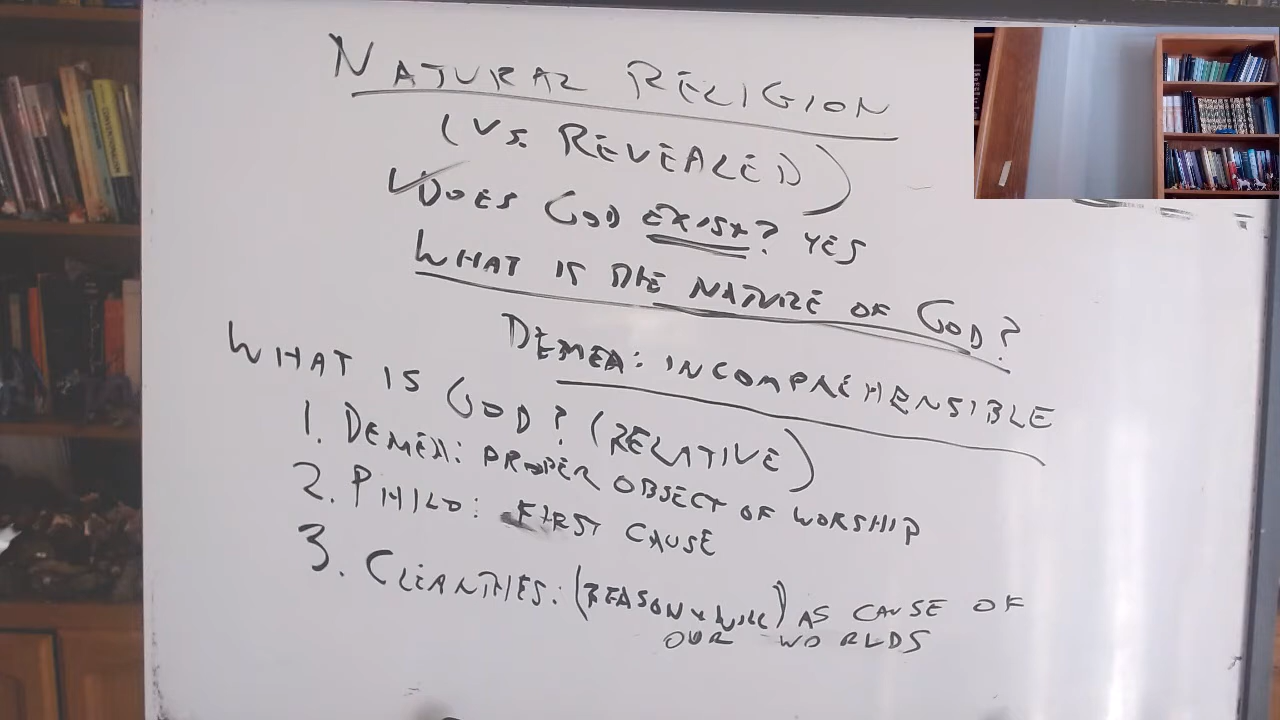 NATURAL RELIGION
(VS. REVEALED)
✓DOES GOD EXIST? YES
WHAT IS THE NATURE OF GOD?
DEMEA: INCOMPREHENSIBLE
WHAT IS GOD? (RELATIVE)
1. DEMEA: PROPER OBJECT OF WORSHIP
2. PHILO: FIRST CAUSE
3. CLEANTHES: (REASON + WILL) AS CAUSE OF
OUR WORLDS